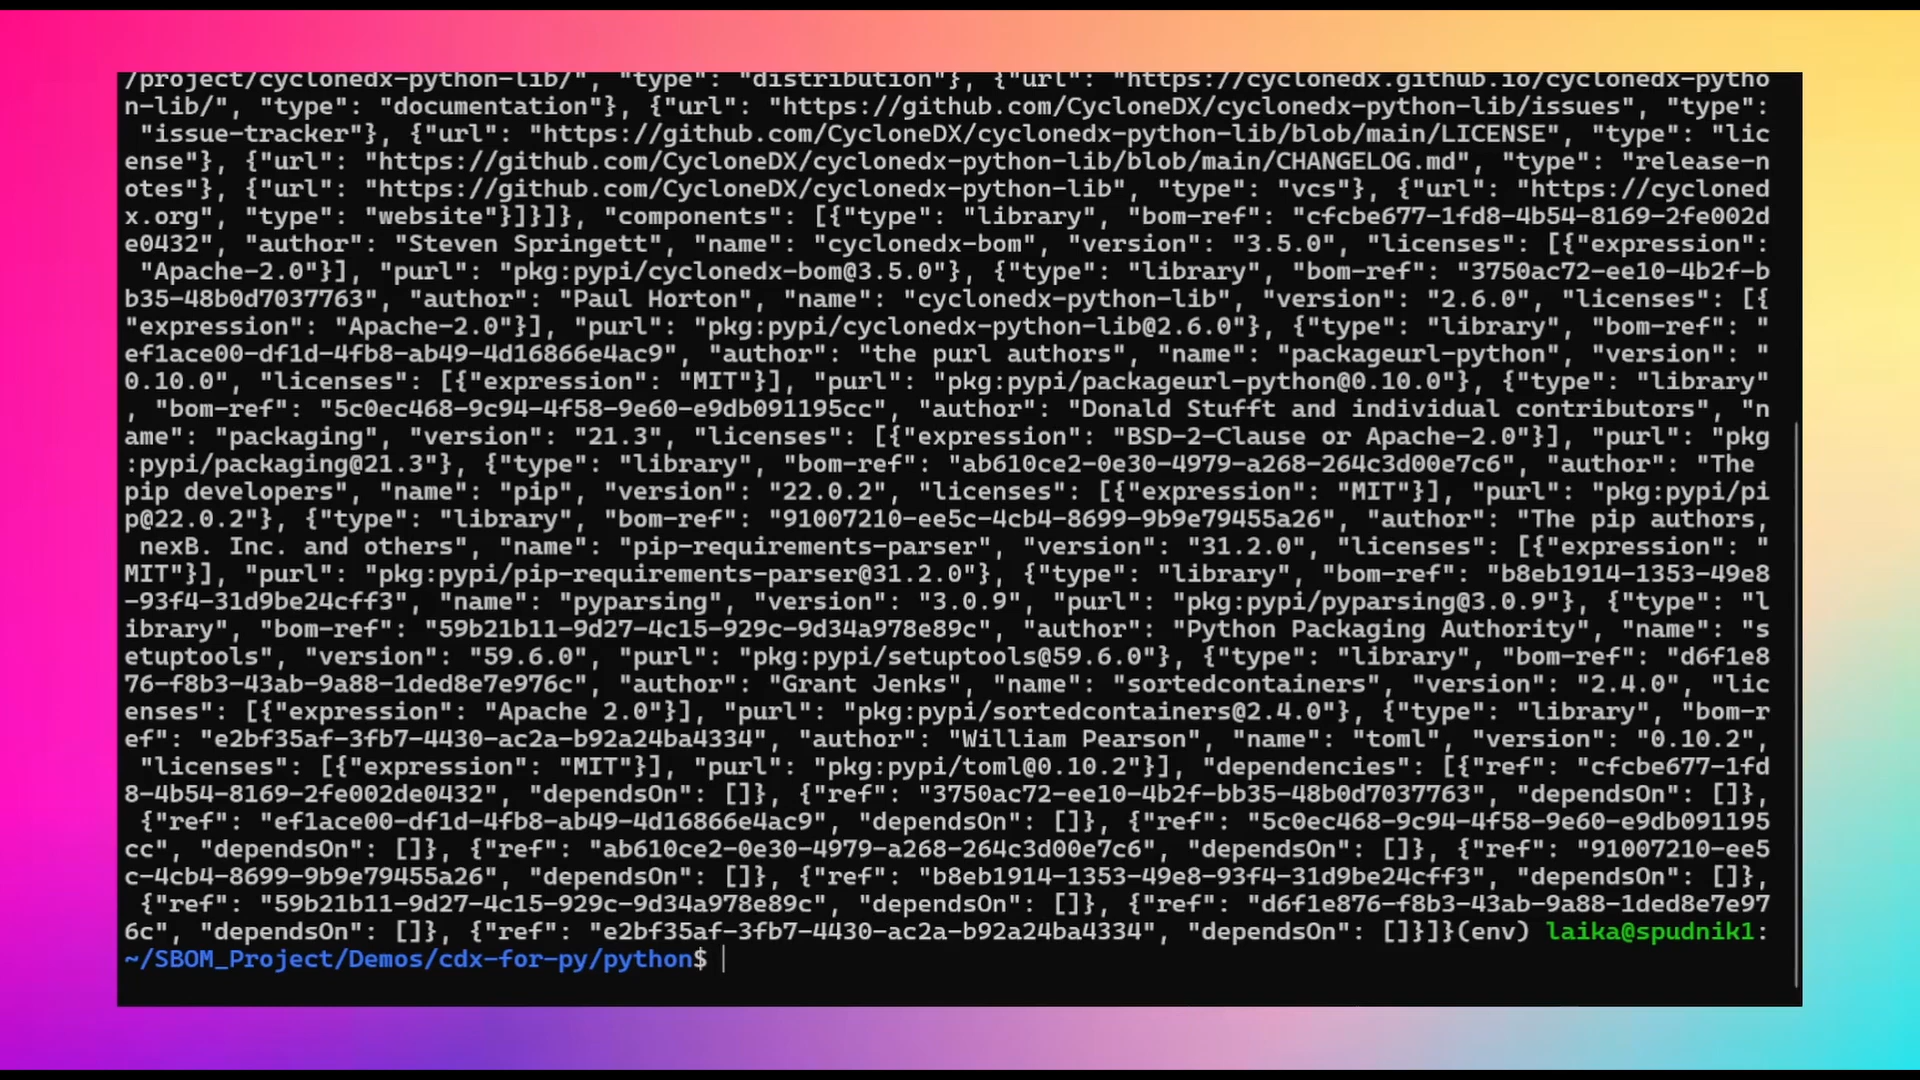 /project/cyclonedx-python-lib/", "type": "distribution"}, {"url": "https://cyclonedx.github.io/cyclonedx-pytho
n-lib/", "type": "documentation"}, {"url": "https://github.com/CycloneDX/cyclonedx-python-lib/issues", "type":
 "issue-tracker"}, {"url": "https://github.com/CycloneDX/cyclonedx-python-lib/blob/main/LICENSE", "type": "lic
ense"}, {"url": "https://github.com/CycloneDX/cyclonedx-python-lib/blob/main/CHANGELOG.md", "type": "release-n
otes"}, {"url": "https://github.com/CycloneDX/cyclonedx-python-lib", "type": "vcs"}, {"url": "https://cycloned
x.org", "type": "website"}]}]}, "components": [{"type": "library", "bom-ref": "cfcbe677-1fd8-4b54-8169-2fe002d
e0432", "author": "Steven Springett", "name": "cyclonedx-bom", "version": "3.5.0", "licenses": [{"expression":
 "Apache-2.0"}], "purl": "pkg:pypi/cyclonedx-bom@3.5.0"}, {"type": "library", "bom-ref": "3750ac72-ee10-4b2f-b
b35-48b0d7037763", "author": "Paul Horton", "name": "cyclonedx-python-lib", "version": "2.6.0", "licenses": [{
"expression": "Apache-2.0"}], "purl": "pkg:pypi/cyclonedx-python-lib@2.6.0"}, {"type": "library", "bom-ref": "
ef1ace00-df1d-4fb8-ab49-4d16866e4ac9", "author": "the purl authors", "name": "packageurl-python", "version": "
0.10.0", "licenses": [{"expression": "MIT"}], "purl": "pkg:pypi/packageurl-python@0.10.0"}, {"type": "library"
, "bom-ref": "5c0ec468-9c94-4f58-9e60-e9db091195cc", "author": "Donald Stufft and individual contributors", "n
ame": "packaging", "version": "21.3", "licenses": [{"expression": "BSD-2-Clause or Apache-2.0"}], "purl": "pkg
:pypi/packaging@21.3"}, {"type": "library", "bom-ref": "ab610ce2-0e30-4979-a268-264c3d00e7c6", "author": "The
pip developers", "name": "pip", "version": "22.0.2", "licenses": [{"expression": "MIT"}], "purl": "pkg:pypi/pi
p@22.0.2"}, {"type": "library", "bom-ref": "91007210-ee5c-4cb4-8699-9b9e79455a26", "author": "The pip authors,
 nexB. Inc. and others", "name": "pip-requirements-parser", "version": "31.2.0", "licenses": [{"expression": "
MIT"}], "purl": "pkg:pypi/pip-requirements-parser@31.2.0"}, {"type": "library", "bom-ref": "b8eb1914-1353-49e8
-93f4-31d9be24cff3", "name": "pyparsing", "version": "3.0.9", "purl": "pkg:pypi/pyparsing@3.0.9"}, {"type": "l
ibrary", "bom-ref": "59b21b11-9d27-4c15-929c-9d34a978e89c", "author": "Python Packaging Authority", "name": "s
etuptools", "version": "59.6.0", "purl": "pkg:pypi/setuptools@59.6.0"}, {"type": "library", "bom-ref": "d6f1e8
76-f8b3-43ab-9a88-1ded8e7e976c", "author": "Grant Jenks", "name": "sortedcontainers", "version": "2.4.0", "lic
enses": [{"expression": "Apache 2.0"}], "purl": "pkg:pypi/sortedcontainers@2.4.0"}, {"type": "library", "bom-r
ef": "e2bf35af-3fb7-4430-ac2a-b92a24ba4334", "author": "William Pearson", "name": "toml", "version": "0.10.2",
 "licenses": [{"expression": "MIT"}], "purl": "pkg:pypi/toml@0.10.2"}], "dependencies": [{"ref": "cfcbe677-1fd
8-4b54-8169-2fe002de0432", "dependsOn": []}, {"ref": "3750ac72-ee10-4b2f-bb35-48b0d7037763", "dependsOn": []},
 {"ref": "ef1ace00-df1d-4fb8-ab49-4d16866e4ac9", "dependsOn": []}, {"ref": "5c0ec468-9c94-4f58-9e60-e9db091195
cc", "dependsOn": []}, {"ref": "ab610ce2-0e30-4979-a268-264c3d00e7c6", "dependsOn": []}, {"ref": "91007210-ee5
c-4cb4-8699-9b9e79455a26", "dependsOn": []}, {"ref": "b8eb1914-1353-49e8-93f4-31d9be24cff3", "dependsOn": []},
 {"ref": "59b21b11-9d27-4c15-929c-9d34a978e89c", "dependsOn": []}, {"ref": "d6f1e876-f8b3-43ab-9a88-1ded8e7e97
6c", "dependsOn": []}, {"ref": "e2bf35af-3fb7-4430-ac2a-b92a24ba4334", "dependsOn": []}]}(env) laika@spudnik1:
~/SBOM_Project/Demos/cdx-for-py/python$